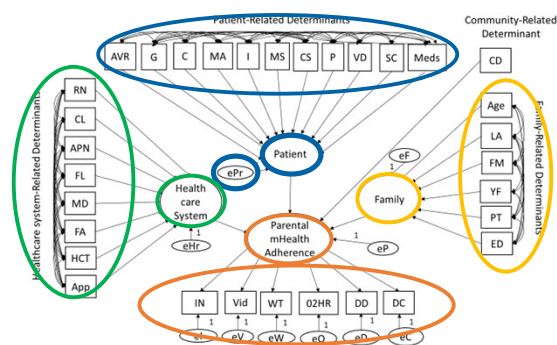 Patient-Related Determinants
Community-Related
Determinant
AVR G C MA I MS CS P VD SC Meds
CD
Healthcare system-Related Determinants
RN
CL
APN
FL
MD
FA
HCT
App
Age
LA
FM
YF
PT
ED
Family-Related Determinants
Patient
ePr
eF
1
Health
care
System
Family
1
eHr
Parental
mHealth
Adherence
1
eP
IN Vid WT 02HR DD DC
1 1 1 1 1 1
eV eW eO eD eC